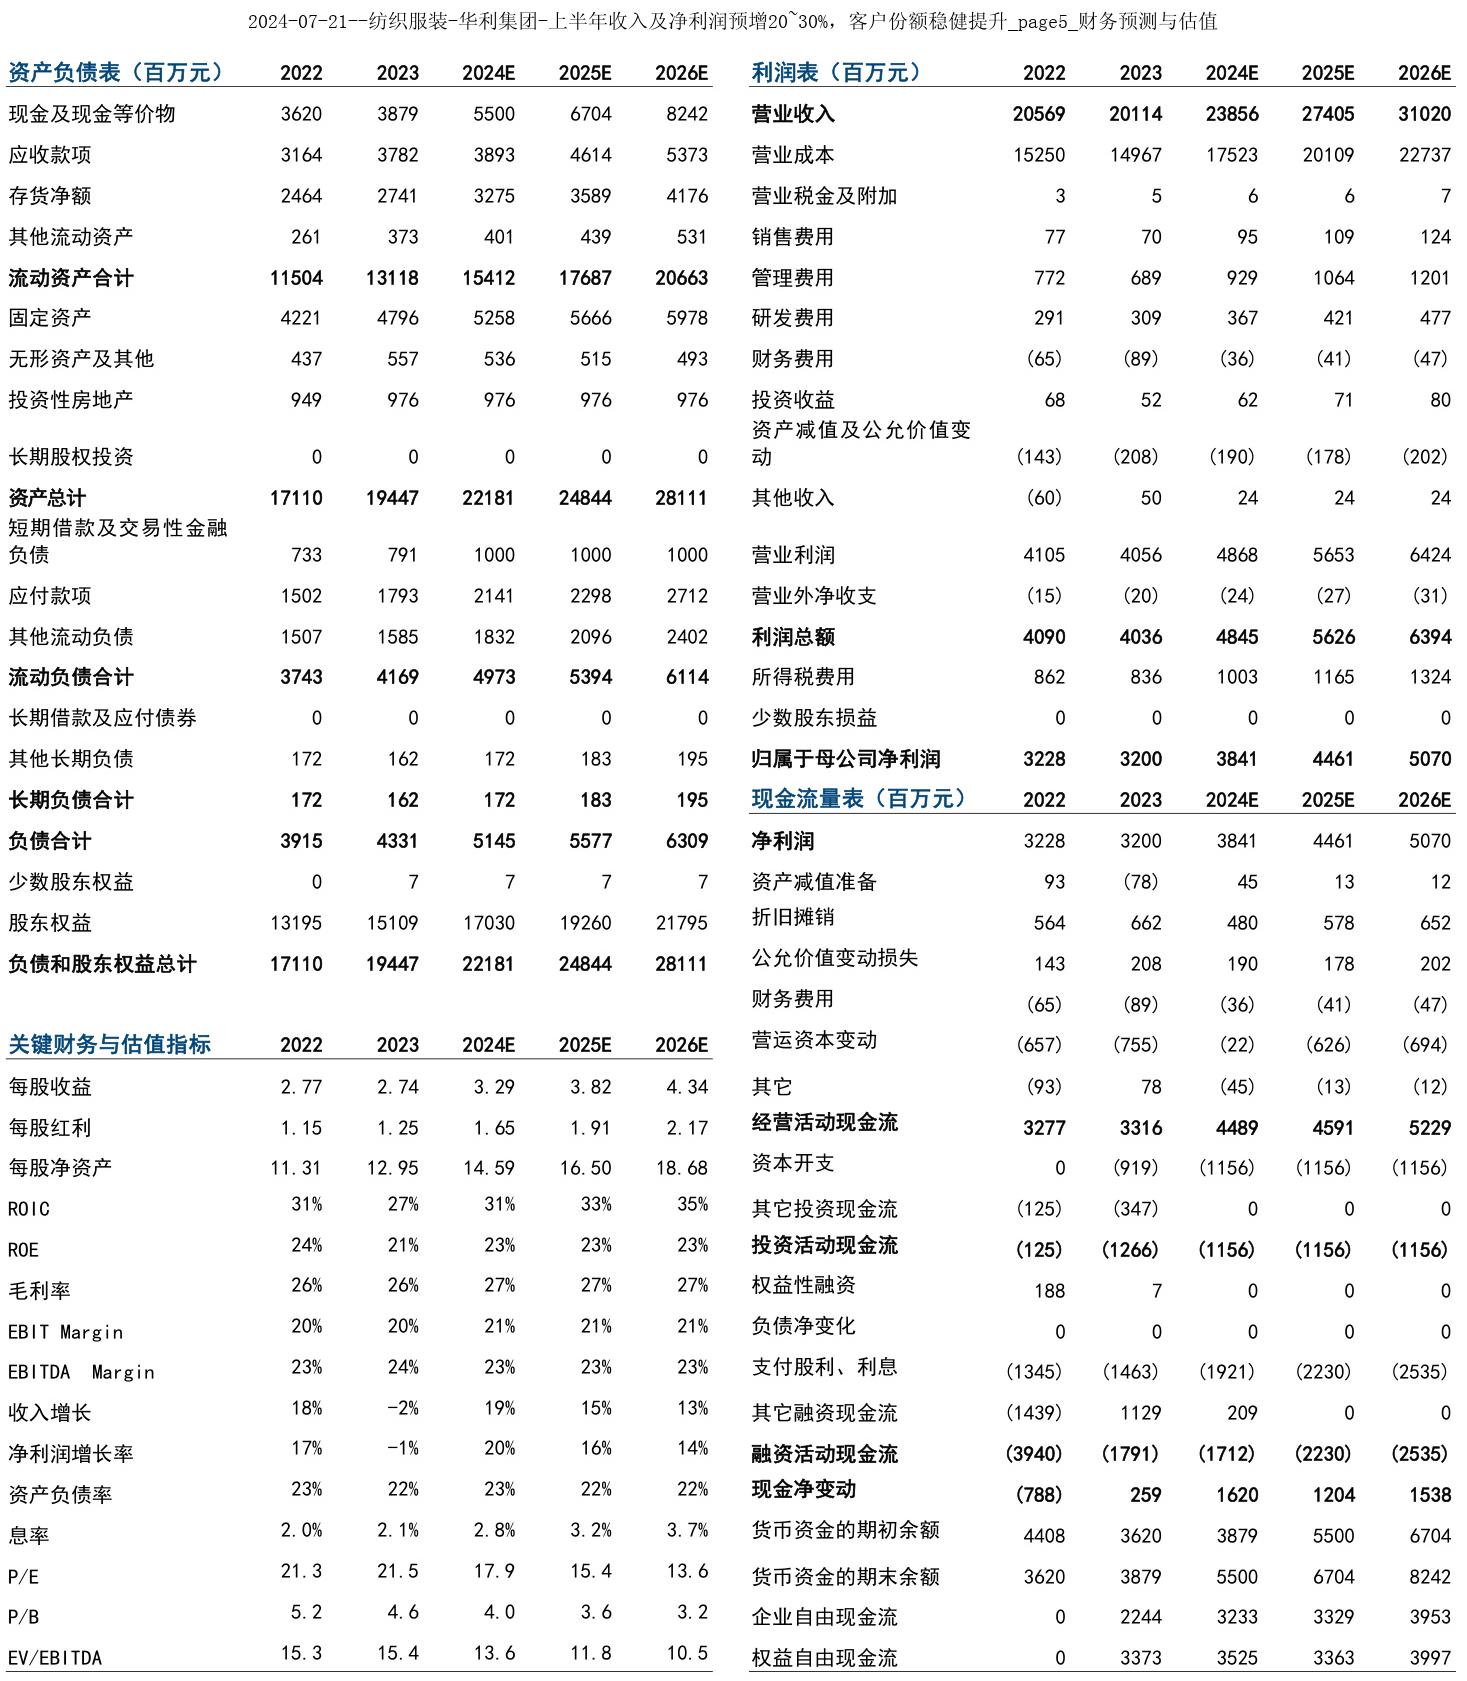 2024-07-21--纺织服装-华利集团-上半年收入及净利润预增20~30%，客户份额稳健提升_page5_财务预测与估值
资产负债表（百万元） 2022 2023 2024E 2025E 2026E
现金及现金等价物 3620 3879 5500 6704 8242
应收款项 3164 3782 3893 4614 5373
存货净额 2464 2741 3275 3589 4176
其他流动资产 261 373 401 439 531
流动资产合计 11504 13118 15412 17687 20663
固定资产 4221 4796 5258 5666 5978
无形资产及其他 437 557 536 515 493
投资性房地产 949 976 976 976 976
长期股权投资 0 0 0 0 0
资产总计 17110 19447 22181 24844 28111
短期借款及交易性金融
负债 733 791 1000 1000 1000
应付款项 1502 1793 2141 2298 2712
其他流动负债 1507 1585 1832 2096 2402
流动负债合计 3743 4169 4973 5394 6114
长期借款及应付债券 0 0 0 0 0
其他长期负债 172 162 172 183 195
长期负债合计 172 162 172 183 195
负债合计 3915 4331 5145 5577 6309
少数股东权益 0 7 7 7 7
股东权益 13195 15109 17030 19260 21795
负债和股东权益总计 17110 19447 22181 24844 28111
关键财务与估值指标 2022 2023 2024E 2025E 2026E
每股收益 2.77 2.74 3.29 3.82 4.34
每股红利 1.15 1.25 1.65 1.91 2.17
每股净资产 11.31 12.95 14.59 16.50 18.68
ROIC 31% 27% 31% 33% 35%
ROE 24% 21% 23% 23% 23%
毛利率 26% 26% 27% 27% 27%
EBIT Margin 20% 20% 21% 21% 21%
EBITDA Margin 23% 24% 23% 23% 23%
收入增长 18% -2% 19% 15% 13%
净利润增长率 17% -1% 20% 16% 14%
资产负债率 23% 22% 23% 22% 22%
息率 2.0% 2.1% 2.8% 3.2% 3.7%
P/E 21.3 21.5 17.9 15.4 13.6
P/B 5.2 4.6 4.0 3.6 3.2
EV/EBITDA 15.3 15.4 13.6 11.8 10.5
利润表（百万元） 2022 2023 2024E 2025E 2026E
营业收入 20569 20114 23856 27405 31020
营业成本 15250 14967 17523 20109 22737
营业税金及附加 3 5 6 6 7
销售费用 77 70 95 109 124
管理费用 772 689 929 1064 1201
研发费用 291 309 367 421 477
财务费用 (65) (89) (36) (41) (47)
投资收益 68 52 62 71 80
资产减值及公允价值变
动 (143) (208) (190) (178) (202)
其他收入 (60) 50 24 24 24
营业利润 4105 4056 4868 5653 6424
营业外净收支 (15) (20) (24) (27) (31)
利润总额 4090 4036 4845 5626 6394
所得税费用 862 836 1003 1165 1324
少数股东损益 0 0 0 0 0
归属于母公司净利润 3228 3200 3841 4461 5070
现金流量表（百万元） 2022 2023 2024E 2025E 2026E
净利润 3228 3200 3841 4461 5070
资产减值准备 93 (78) 45 13 12
折旧摊销 564 662 480 578 652
公允价值变动损失 143 208 190 178 202
财务费用 (65) (89) (36) (41) (47)
营运资本变动 (657) (755) (22) (626) (694)
其它 (93) 78 (45) (13) (12)
经营活动现金流 3277 3316 4489 4591 5229
资本开支 0 (919) (1156) (1156) (1156)
其它投资现金流 (125) (347) 0 0 0
投资活动现金流 (125) (1266) (1156) (1156) (1156)
权益性融资 188 7 0 0 0
负债净变化 0 0 0 0 0
支付股利、利息 (1345) (1463) (1921) (2230) (2535)
其它融资现金流 (1439) 1129 209 0 0
融资活动现金流 (3940) (1791) (1712) (2230) (2535)
现金净变动 (788) 259 1620 1204 1538
货币资金的期初余额 4408 3620 3879 5500 6704
货币资金的期末余额 3620 3879 5500 6704 8242
企业自由现金流 0 2244 3233 3329 3953
权益自由现金流 0 3373 3525 3363 3997